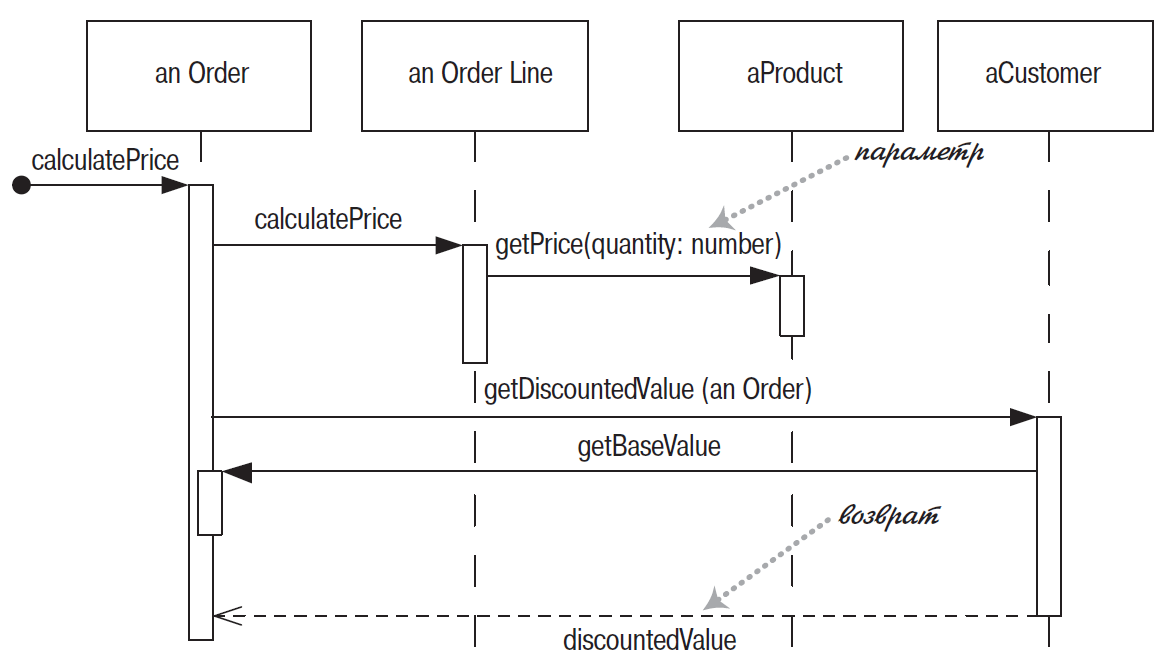 an Order
an Order Line
aProduct
aCustomer
calculatePrice
параметр
calculatePrice
getPrice(quantity: number)
getDiscountedValue (an Order)
getBaseValue
возврат
discountedValue